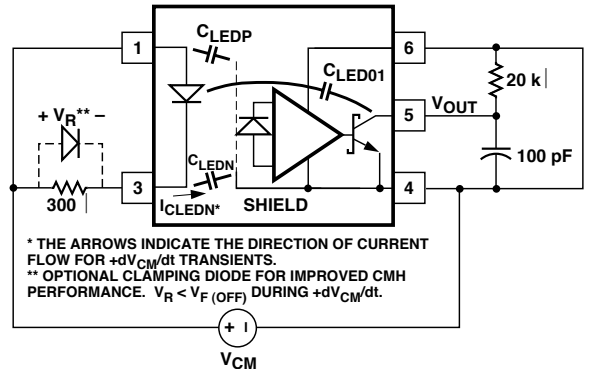 CLEDP
1
6
CLED01
20 k
+ VR** –
VOUT
5
100 pF
CLEDN
3
4
300
ICLEDN*
SHIELD
* THE ARROWS INDICATE THE DIRECTION OF CURRENT
FLOW FOR +dVCM/dt TRANSIENTS.
** OPTIONAL CLAMPING DIODE FOR IMPROVED CMH
PERFORMANCE. VR < VF (OFF) DURING +dVCM/dt.
+
VCM